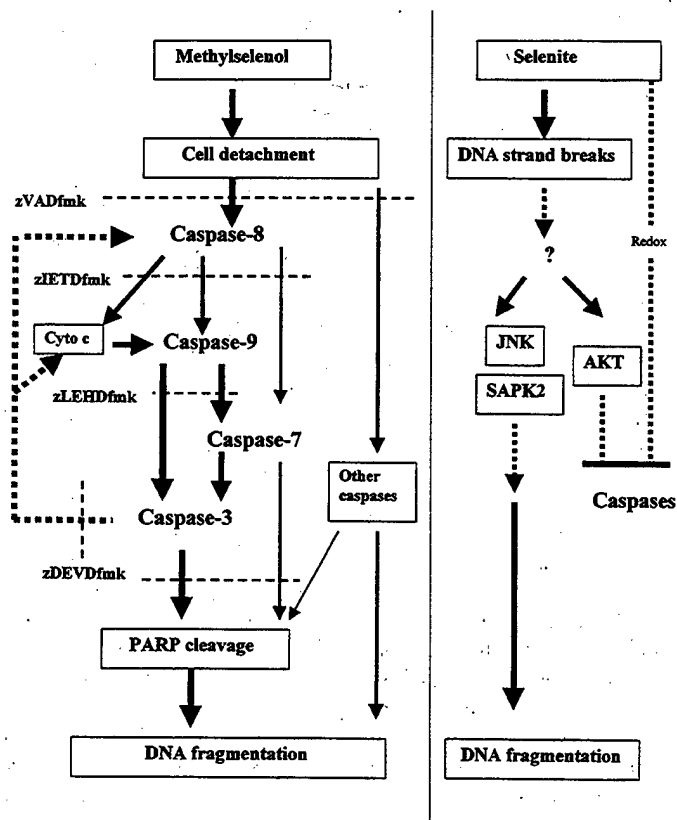 Methylselenol
Cell detachment
zVADfmk
Caspase-8
zIETDfmk
Cyto c
Caspase-9
zLEHDfmk
Caspase-7
Other
caspases
Caspase-3
zDEVDfmk
PARP cleavage
DNA fragmentation
Selenite
DNA strand breaks
Redox
?
JNK
AKT
SAPK2
Caspases
DNA fragmentation